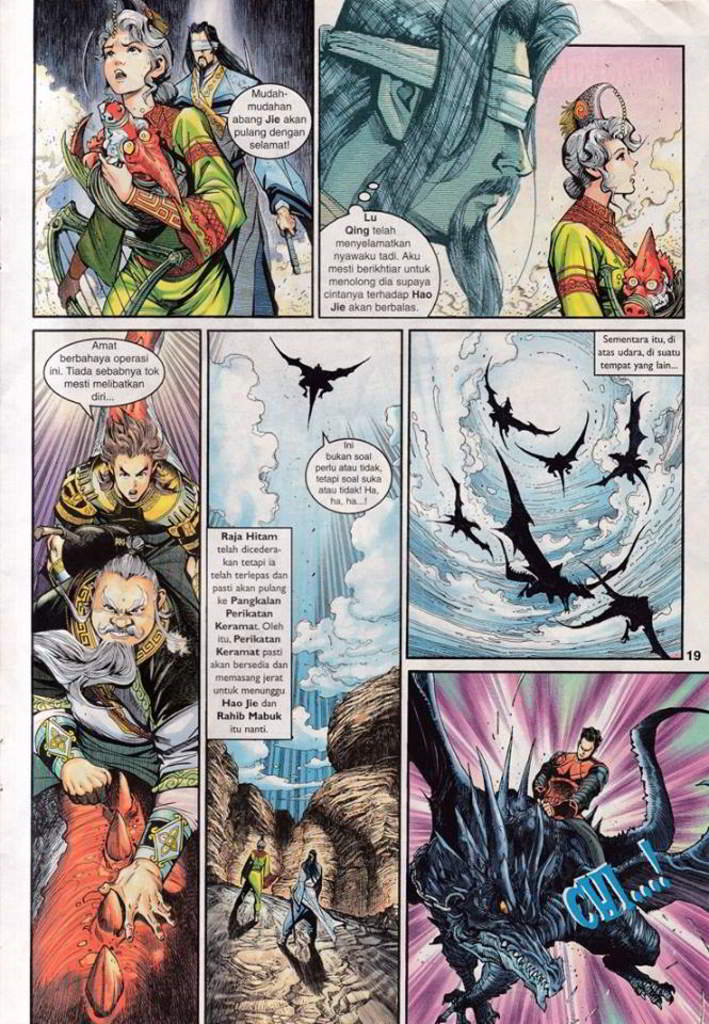 Mudah-
mudahan
abang Jie akan
pulang dengan
selamat!
Lu
Qing telah
menyelamatkan
nyawaku tadi. Aku
mesti berikhtiar untuk
menolong dia supaya
cintanya terhadap Hao
Jie akan berbalas.
Amat
berbahaya operasi
ini. Tiada sebabnya tok
mesti melibatkan
diri...
Ini
bukan soal
perlu atau tidak,
tetapi soal suka
atau tidak! Ha,
ha, ha...!
Raja Hitam
telah dicedera-
kan tetapi ia
telah terlepas dan
pasti akan pulang
ke Pangkalan
Perikatan
Keramat. Oleh
itu, Perikatan
Keramat pasti
akan bersedia dan
memasang jerat
untuk menunggu
Hao Jie dan
Rahib Mabuk
itu nanti.
Sementara itu, di
atas udara, di suatu
tempat yang lain...
19
CHI....!